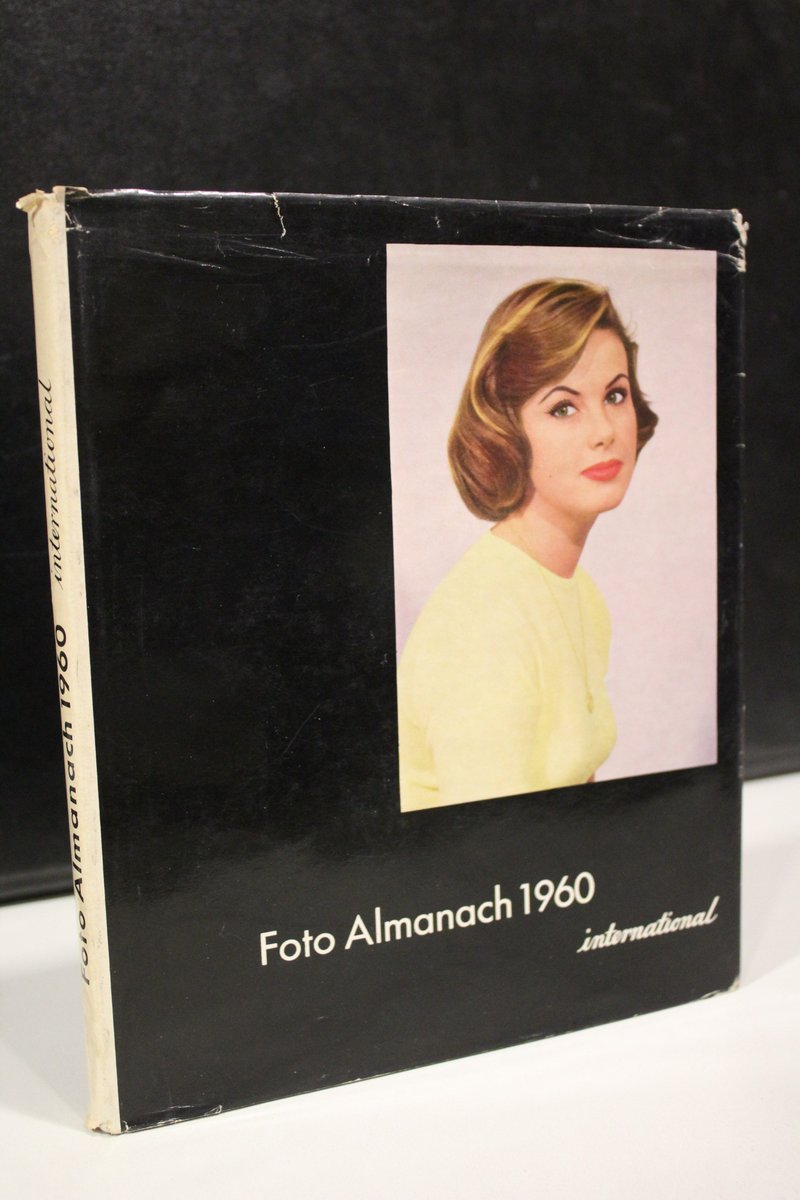 Foto Almanach 1960 international
Foto Almanach 1960
international